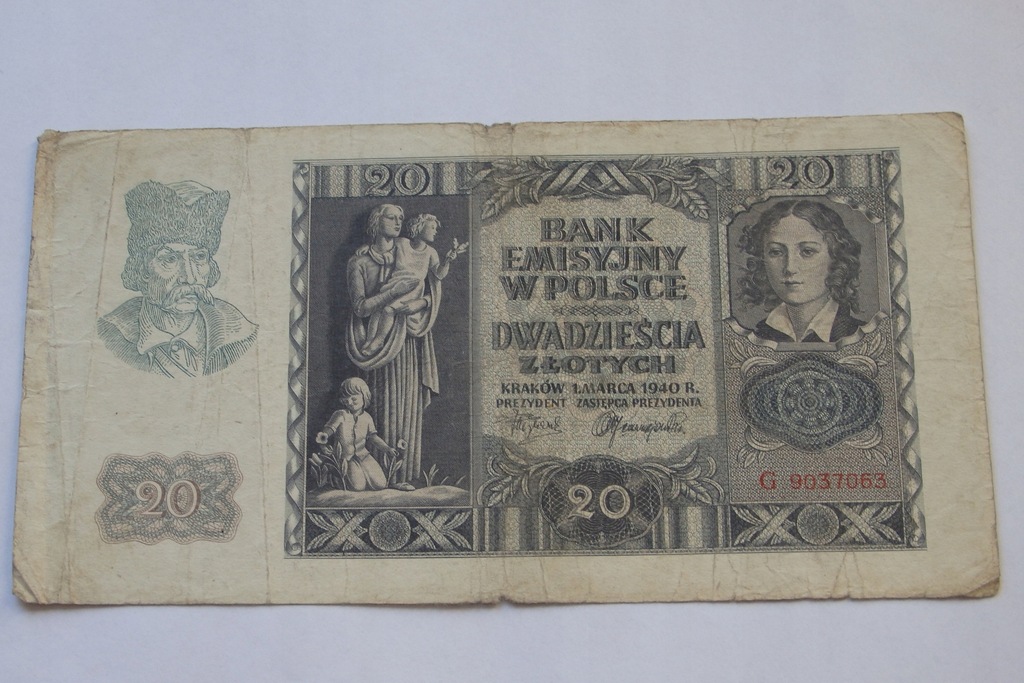 20
20
BANK
EMISYJNY
W POLSCE
DWADZIEŚCIA
ZŁOTYCH
KRAKÓW 1.MARCA 1940 R.
PREZYDENT ZASTĘPCA PREZYDENTA
G 9037063
20
20